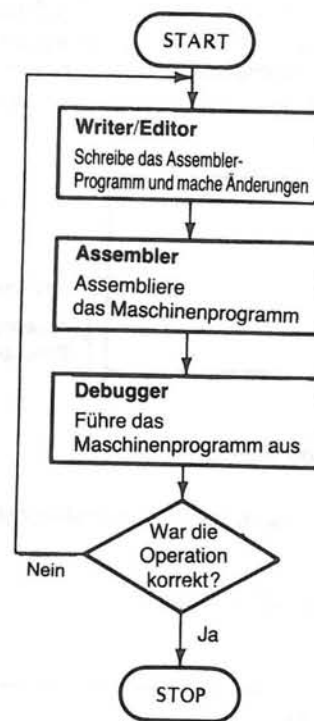 START
Writer/Editor
Schreibe das Assembler-
Programm und mache Änderungen
Assembler
Assembliere
das Maschinenprogramm
Debugger
Führe das
Maschinenprogramm aus
War die
Operation
korrekt?
Nein
Ja
STOP